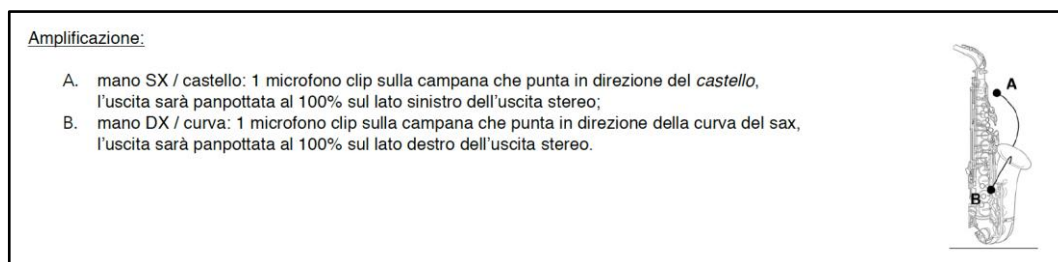 Amplificazione:
A. mano SX / castello: 1 microfono clip sulla campana che punta in direzione del castello,
l'uscita sarà panpottata al 100% sul lato sinistro dell'uscita stereo;
B. mano DX / curva: 1 microfono clip sulla campana che punta in direzione della curva del sax,
l'uscita sarà panpottata al 100% sul lato destro dell'uscita stereo.
A
B